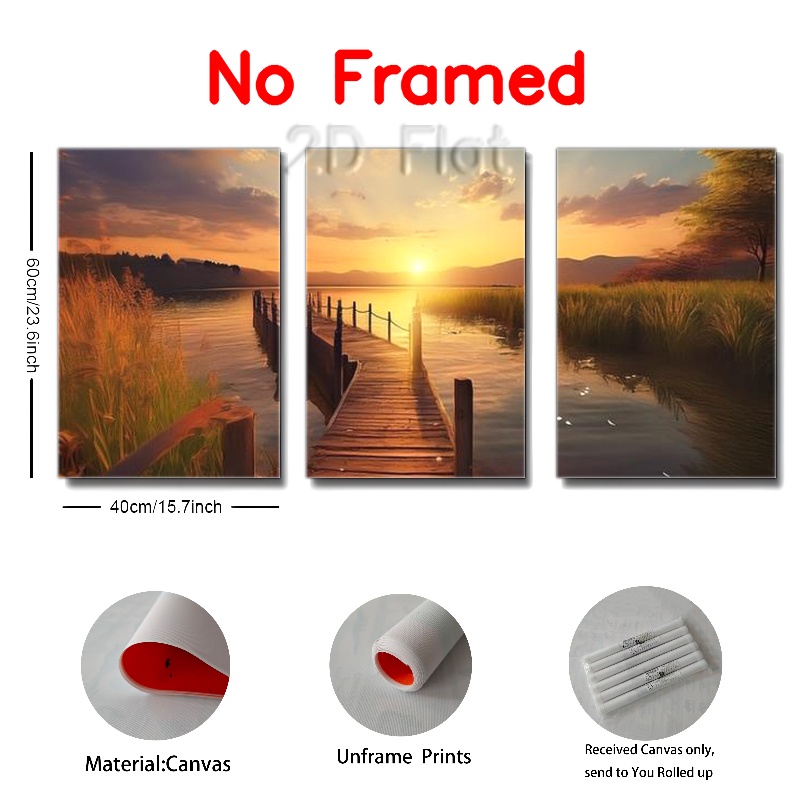 No Framed
2D Flat
60cm/23.6inch
40cm/15.7inch
Material:Canvas
Unframe Prints
Received Canvas only,
send to You Rolled up